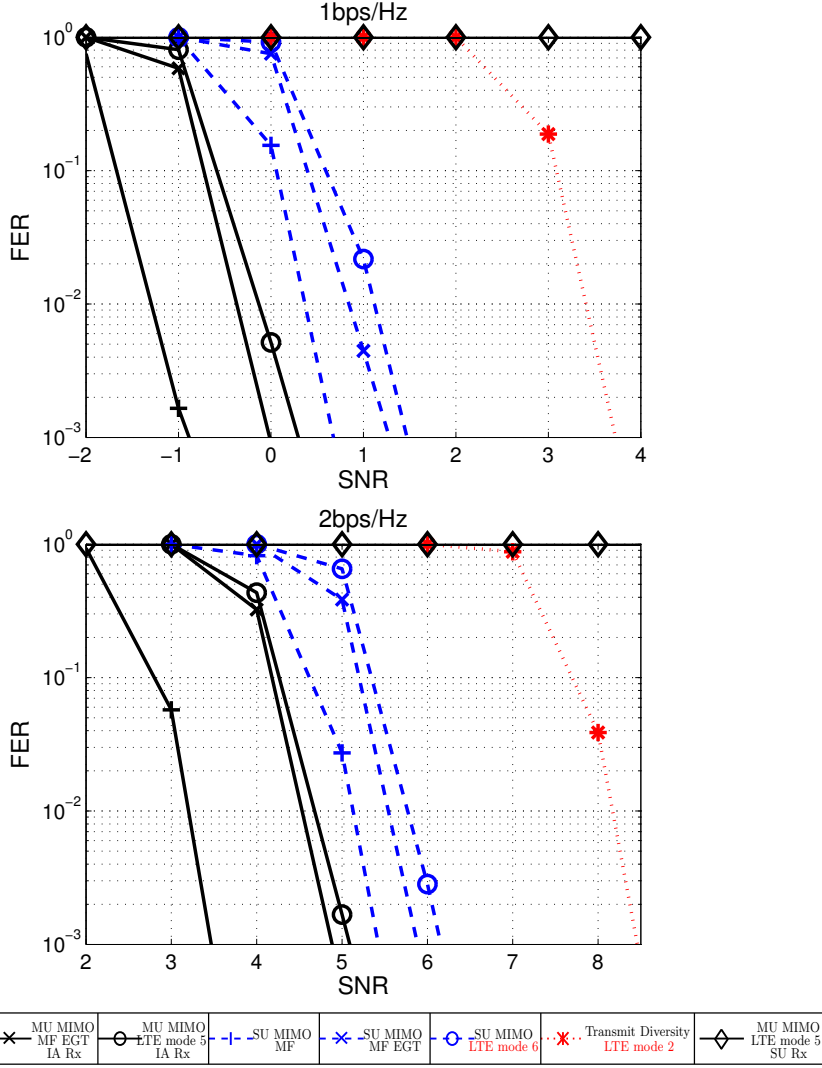 1bps/Hz
10^0
10^−1
10^−2
10^−3
FER
−2 −1 0 1 2 3 4
SNR
2bps/Hz
10^0
10^−1
10^−2
10^−3
FER
2 3 4 5 6 7 8
SNR
MU MIMO
MF EGT
IA Rx
MU MIMO
LTE mode 5
IA Rx
SU MIMO
MF
SU MIMO
MF EGT
SU MIMO
LTE mode 6
Transmit Diversity
LTE mode 2
MU MIMO
LTE mode 5
SU Rx